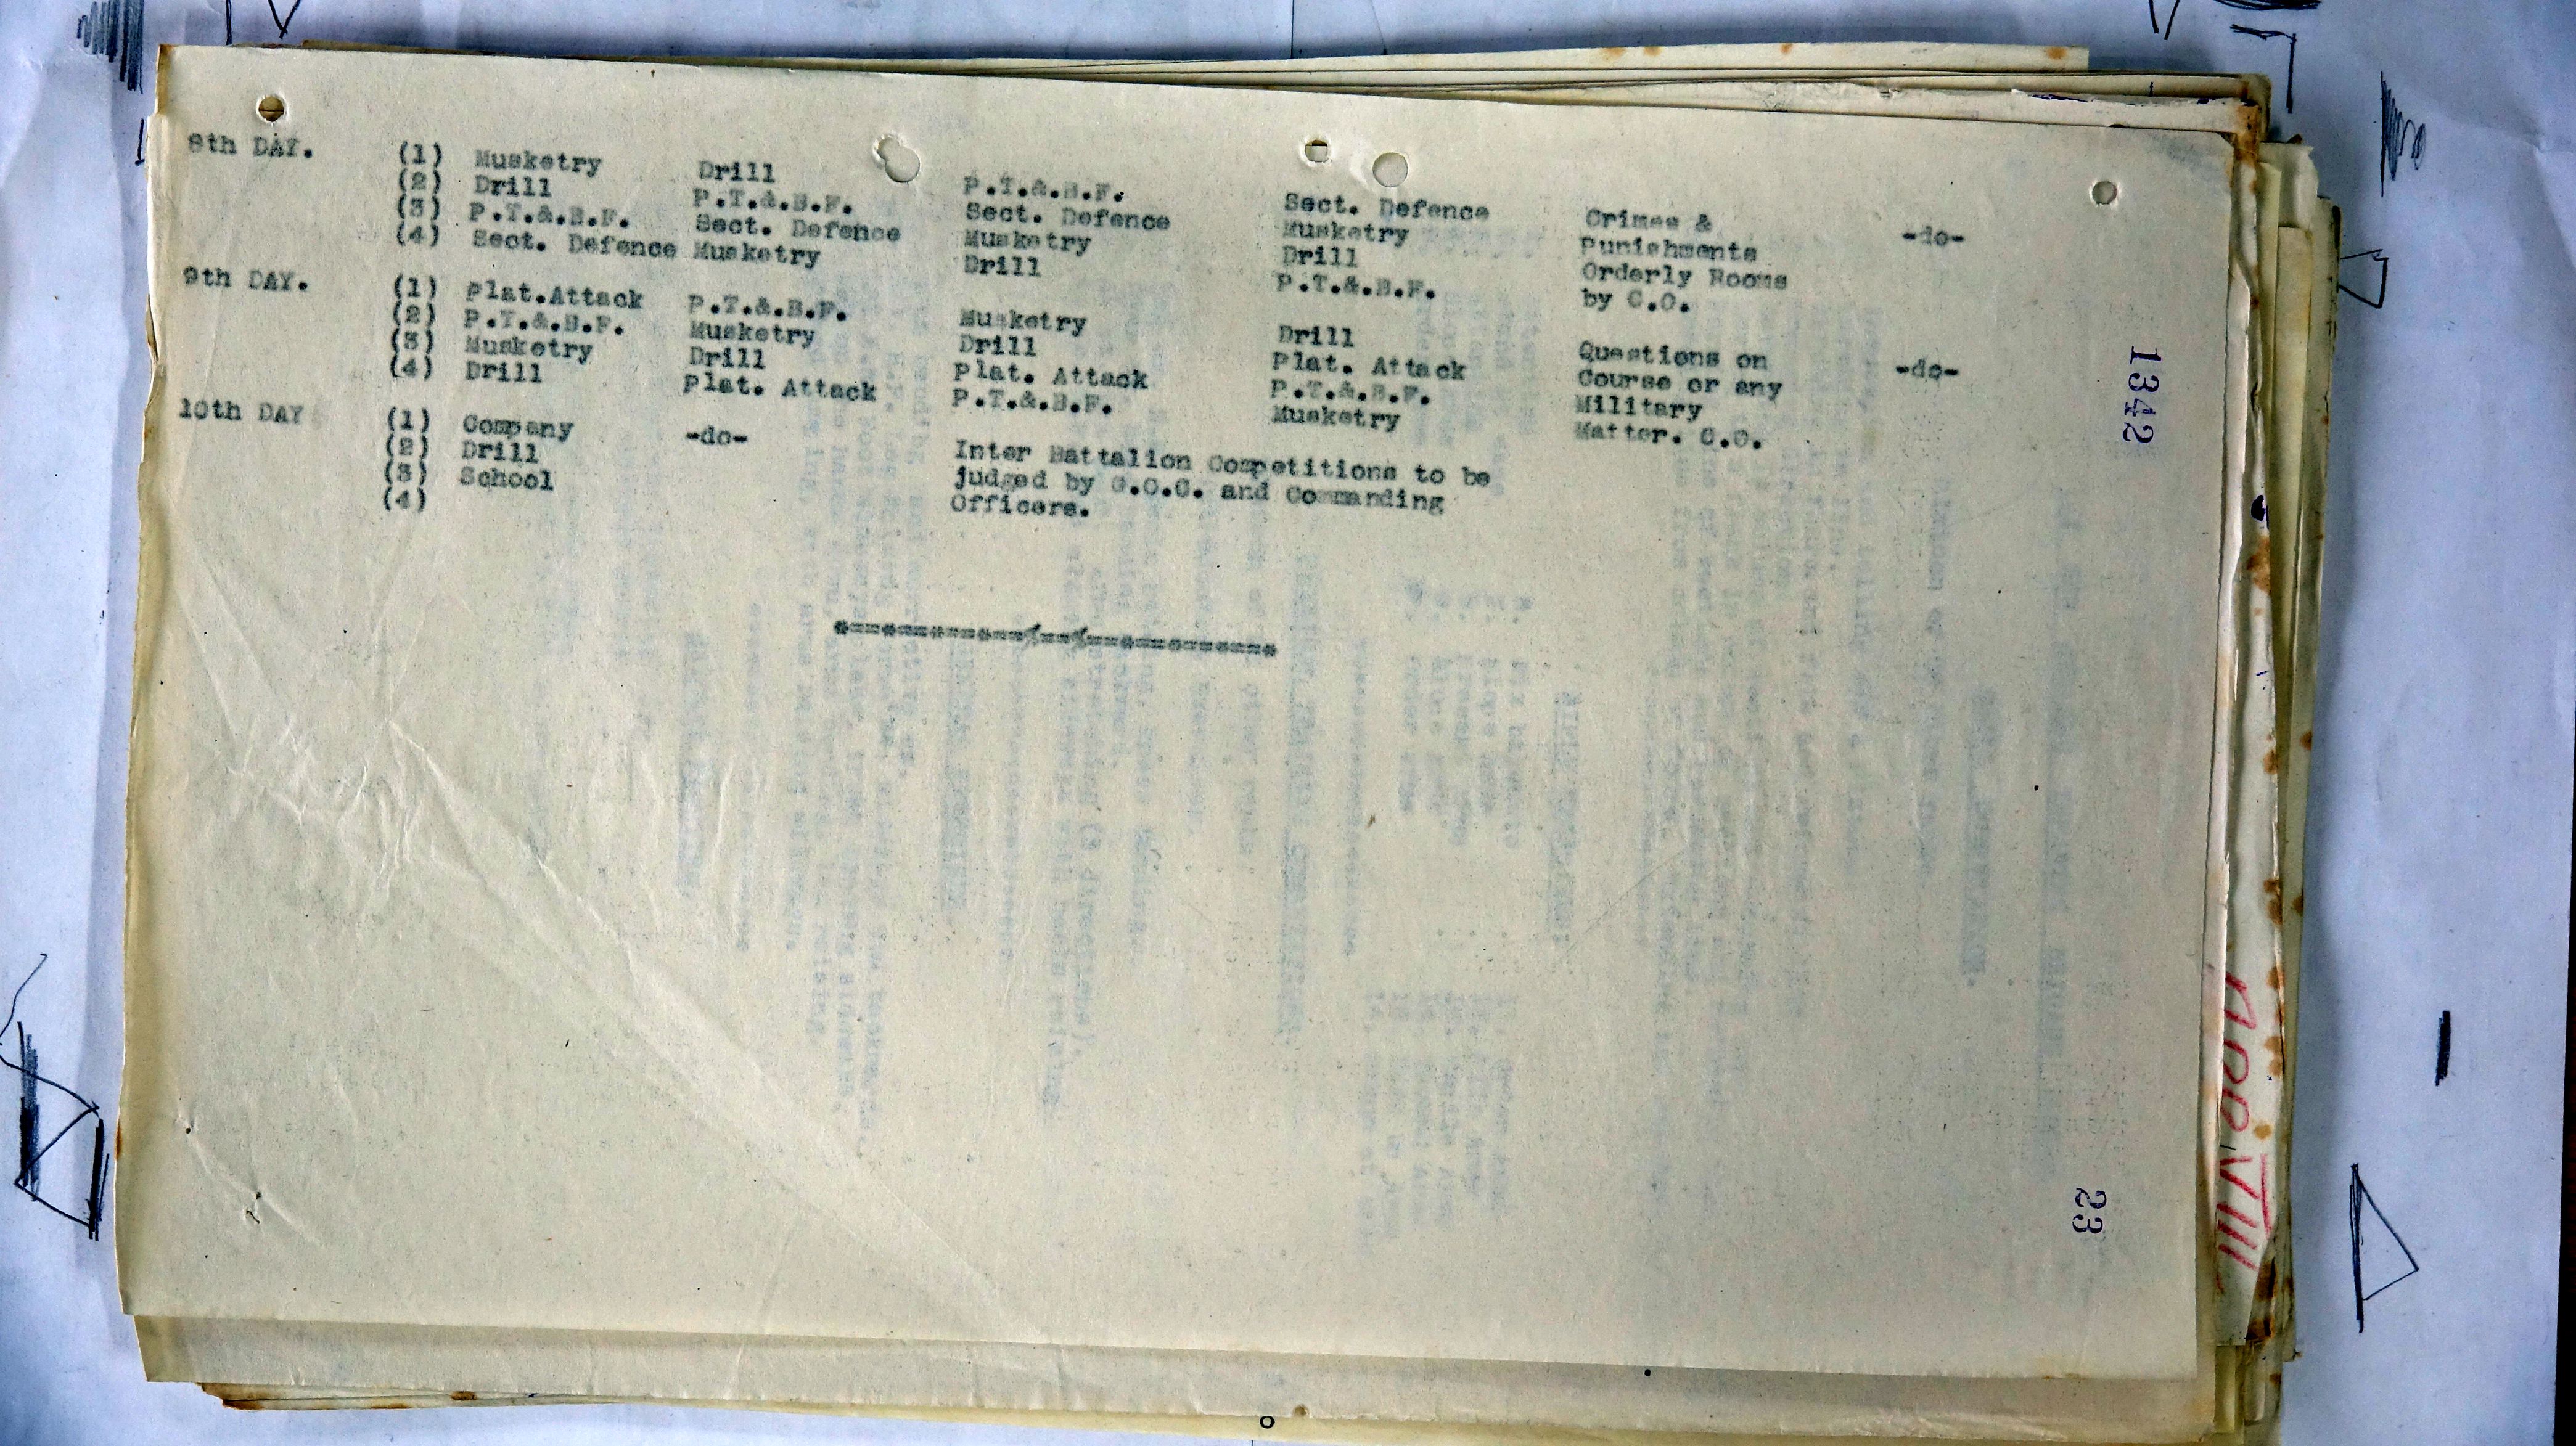 8th DAY. (1) Musketry Drill P.T.&.B.F. Sect. Defence Crimes & -do-
(2) Drill P.T.&.B.F. Sect. Defence Musketry Punishments
(3) P.T.&.B.F. Sect. Defence Musketry Drill Orderly Rooms
(4) Sect. Defence Musketry Drill P.T.&.B.F. by C.O.
9th DAY. (1) Plat.Attack P.T.&.B.F. Musketry Drill Questions on -do-
(2) P.T.&.B.F. Musketry Drill Plat. Attack Course or any
(3) Musketry Drill Plat. Attack P.T.&.B.F. Military
(4) Drill Plat. Attack P.T.&.B.F. Musketry Matter. C.O.
10th DAY (1) Company -do- Inter Battalion Competitions to be
(2) Drill judged by G.O.C. and Commanding
(3) School Officers.
(4)
1342
23
VIII